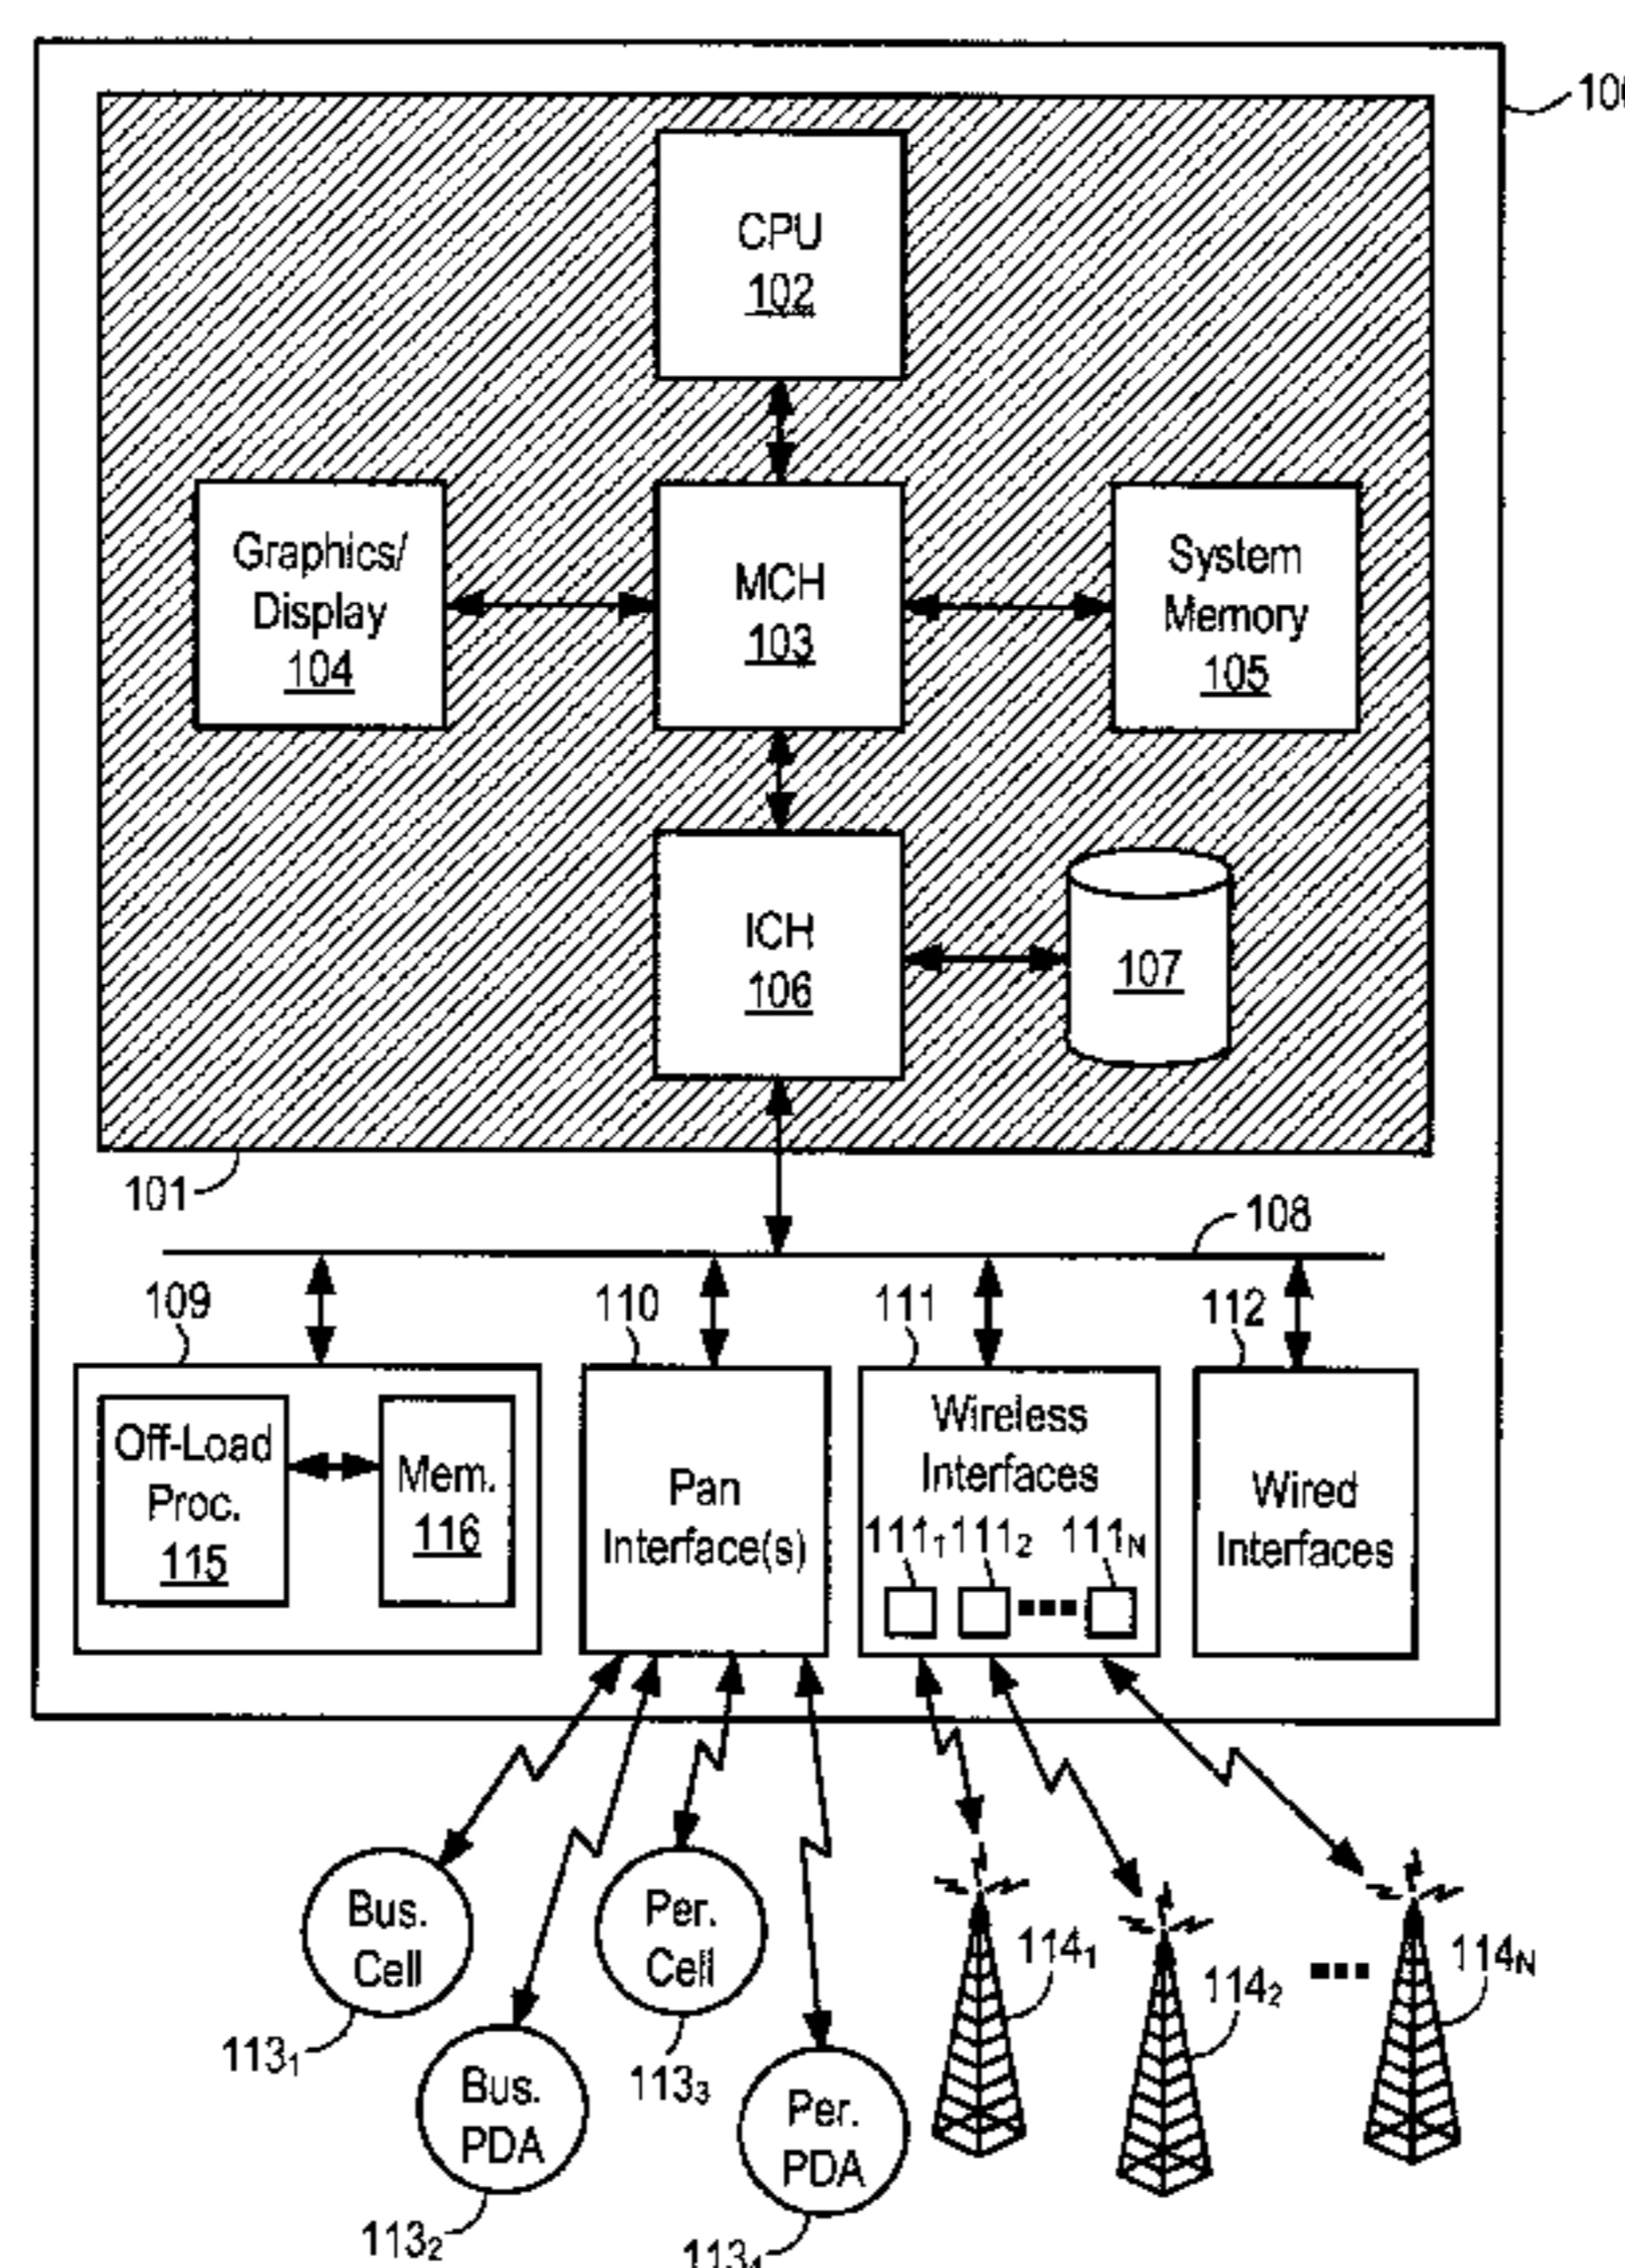 100
CPU
102
Graphics/
Display
104
MCH
103
System
Memory
105
ICH
106
107
101
108
109
110
111
112
Off-Load
Proc.
115
Mem.
116
Pan
Interface(s)
Wireless
Interfaces
111₁ 111₂ 111N
Wired
Interfaces
Bus.
Cell
113₁
Bus.
PDA
113₂
Per.
Cell
113₃
Per.
PDA
113₄
114₁
114₂
114N